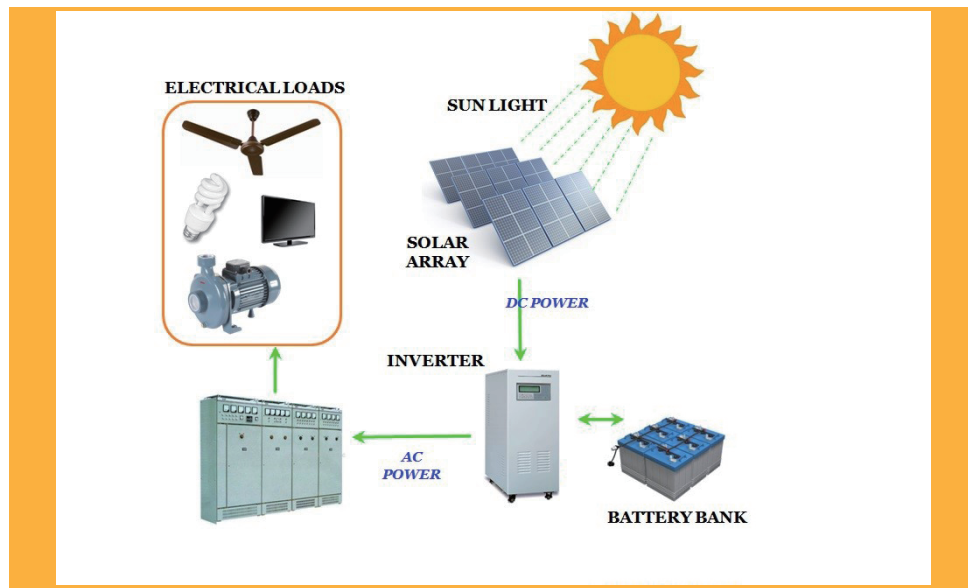 ELECTRICAL LOADS
SUN LIGHT
SOLAR
ARRAY
DC POWER
INVERTER
AC
POWER
BATTERY BANK